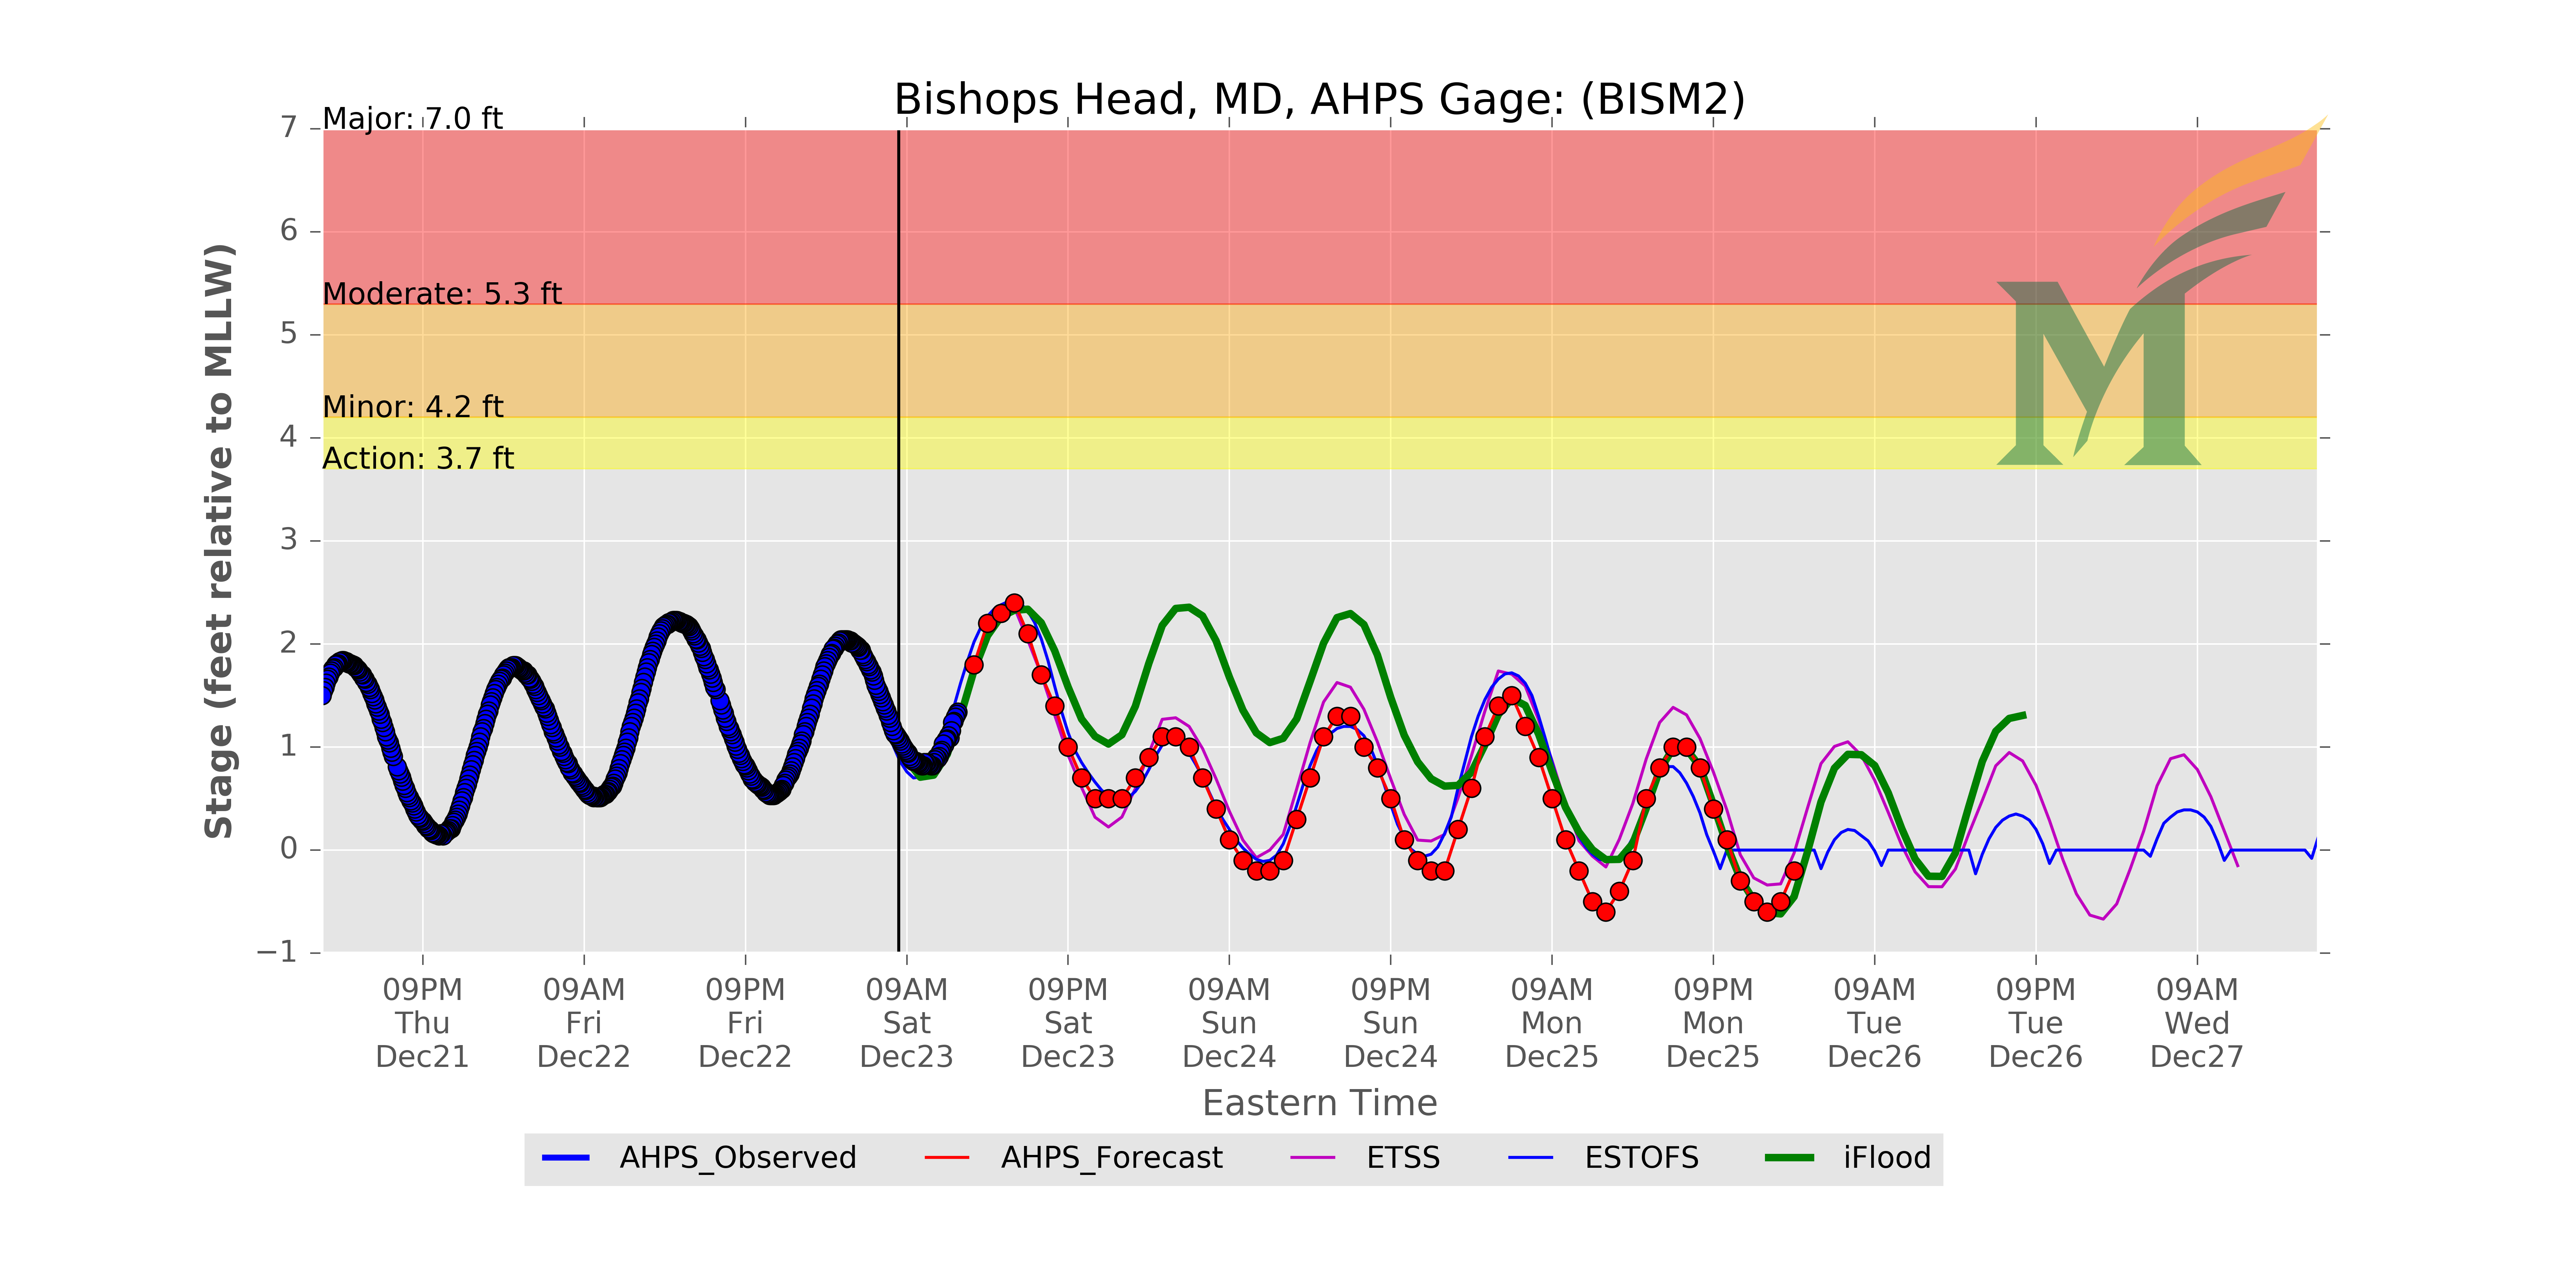 Bishops Head, MD, AHPS Gage: (BISM2)
Major: 7.0 ft
Moderate: 5.3 ft
Minor: 4.2 ft
Action: 3.7 ft
Stage (feet relative to MLLW)
7
6
5
4
3
2
1
0
−1
09PM
Thu
Dec21
09AM
Fri
Dec22
09PM
Fri
Dec22
09AM
Sat
Dec23
09PM
Sat
Dec23
09AM
Sun
Dec24
09PM
Sun
Dec24
09AM
Mon
Dec25
09PM
Mon
Dec25
09AM
Tue
Dec26
09PM
Tue
Dec26
09AM
Wed
Dec27
Eastern Time
AHPS_Observed
AHPS_Forecast
ETSS
ESTOFS
iFlood
M